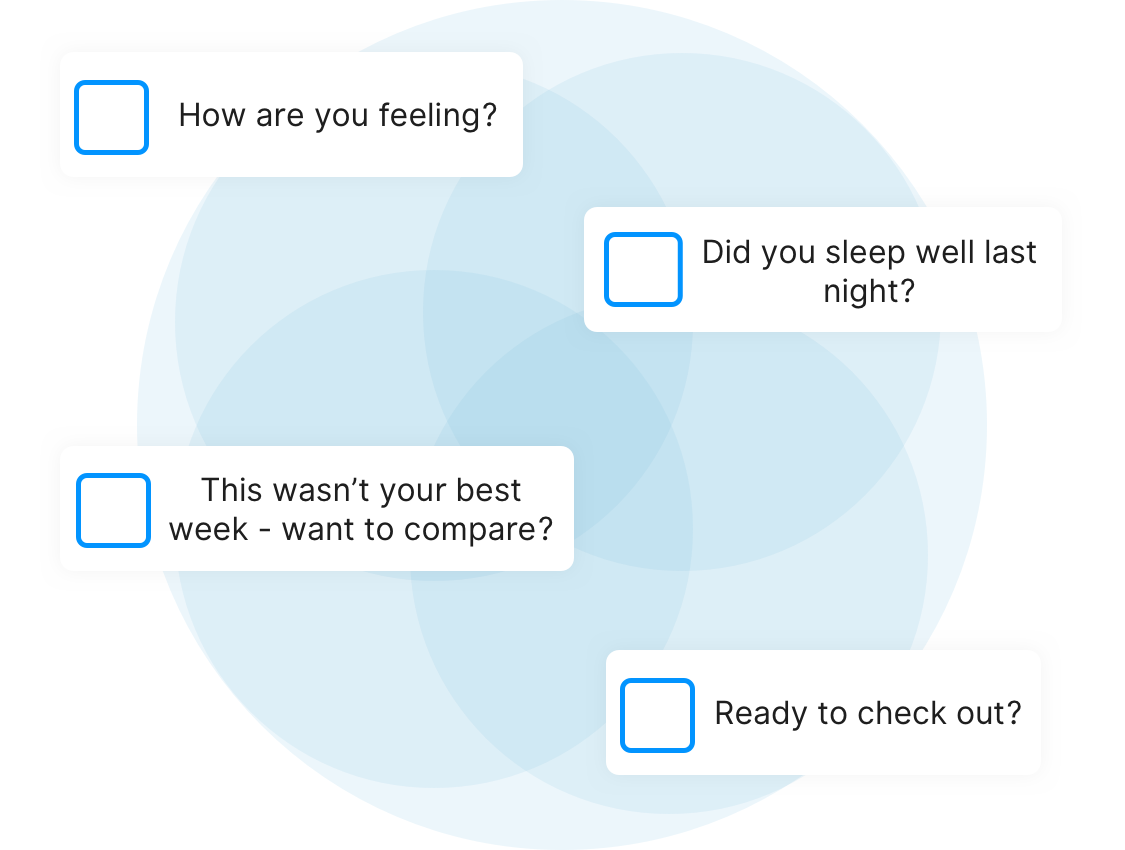 How are you feeling?
Did you sleep well last
night?
This wasn’t your best
week - want to compare?
Ready to check out?